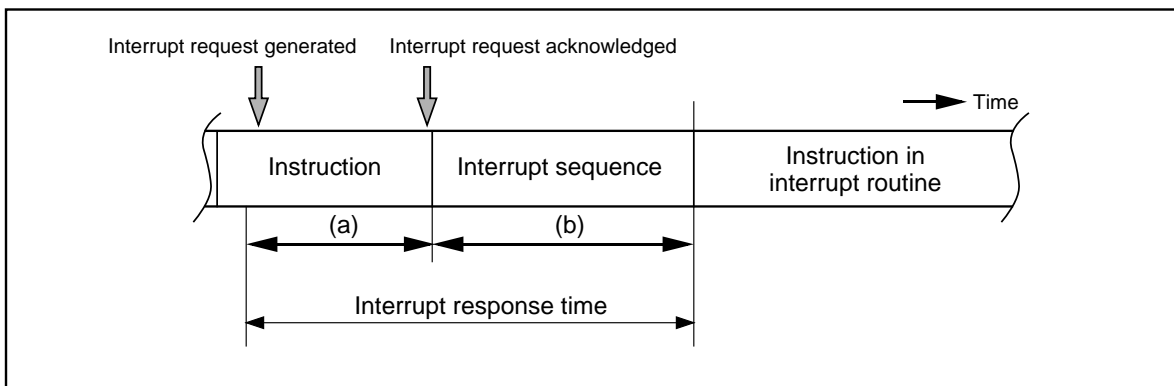 Interrupt request generated
Interrupt request acknowledged
Time
Instruction
Interrupt sequence
Instruction in
interrupt routine
(a)
(b)
Interrupt response time